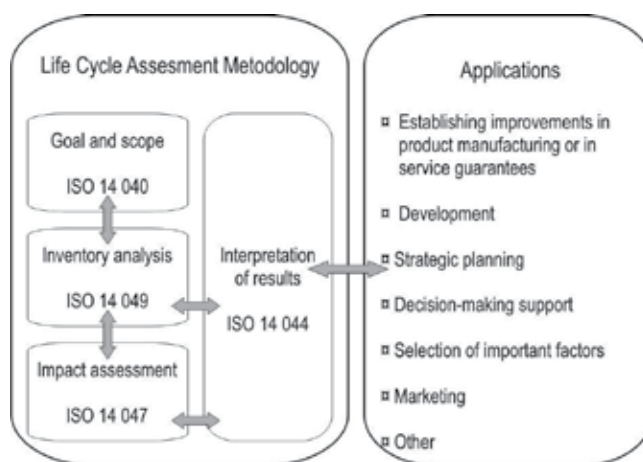 Life Cycle Assesment Methodology
Goal and scope
ISO 14 040
Inventory analysis
ISO 14 049
Impact assessment
ISO 14 047
Interpretation
of results
ISO 14 044
Applications
¤ Establishing improvements in
product manufacturing or in
service guarantees
¤ Development
¤ Strategic planning
¤ Decision-making support
¤ Selection of important factors
¤ Marketing
¤ Other